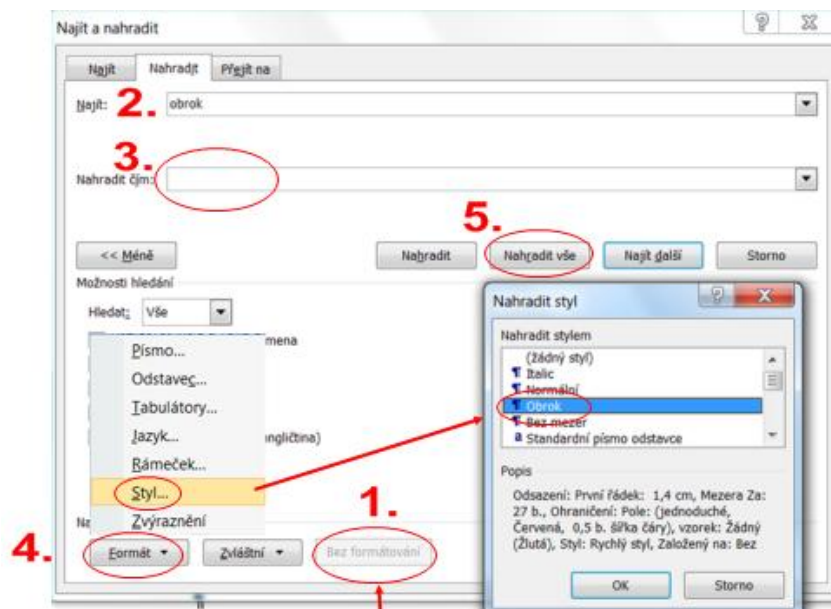 Najít a nahradit
Najít Nahradit Přejít na
Najít: 2. obrok
3.
Nahradit čím:
5.
<< Méně Nahradit Nahradit vše Najít další Storno
Možnosti hledání
Hledat: Vše
mena
Písmo...
Odstavec...
Tabulátory...
Jazyk...
ngličtina)
Rámeček...
Styl...
Zvýraznění
Na
1.
4. Formát Zvláštní Bez formátování
Nahradit styl
Nahradit stylem
(žádný styl)
¶ Italic
¶ Normální
¶ Obrok
¶ Bez mezer
a Standardní písmo odstavce
Popis
Odsazení: První řádek: 1,4 cm, Mezera Za:
27 b., Ohraničení: Pole: (jednoduché,
Červená, 0,5 b. šířka čáry), vzorek: Žádný
(Žlutá), Styl: Rychlý styl, Založený na: Bez
OK Storno